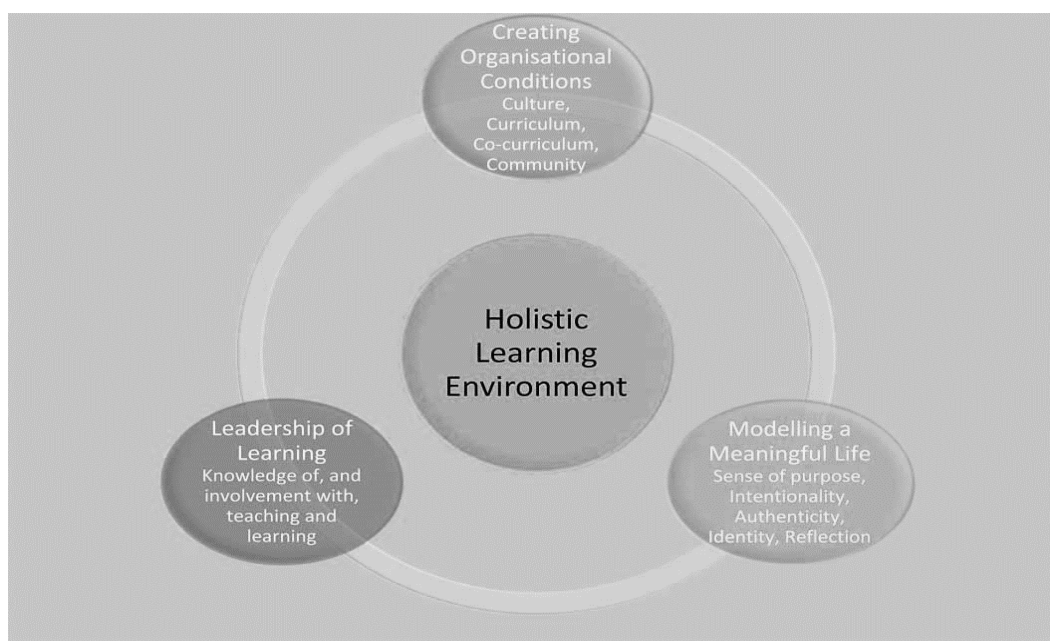 Creating
Organisational
Conditions
Culture,
Curriculum,
Co-curriculum,
Community
Holistic
Learning
Environment
Leadership of
Learning
Knowledge of, and
involvement with,
teaching and
learning
Modelling a
Meaningful Life
Sense of purpose,
Intentionality,
Authenticity,
Identity, Reflection